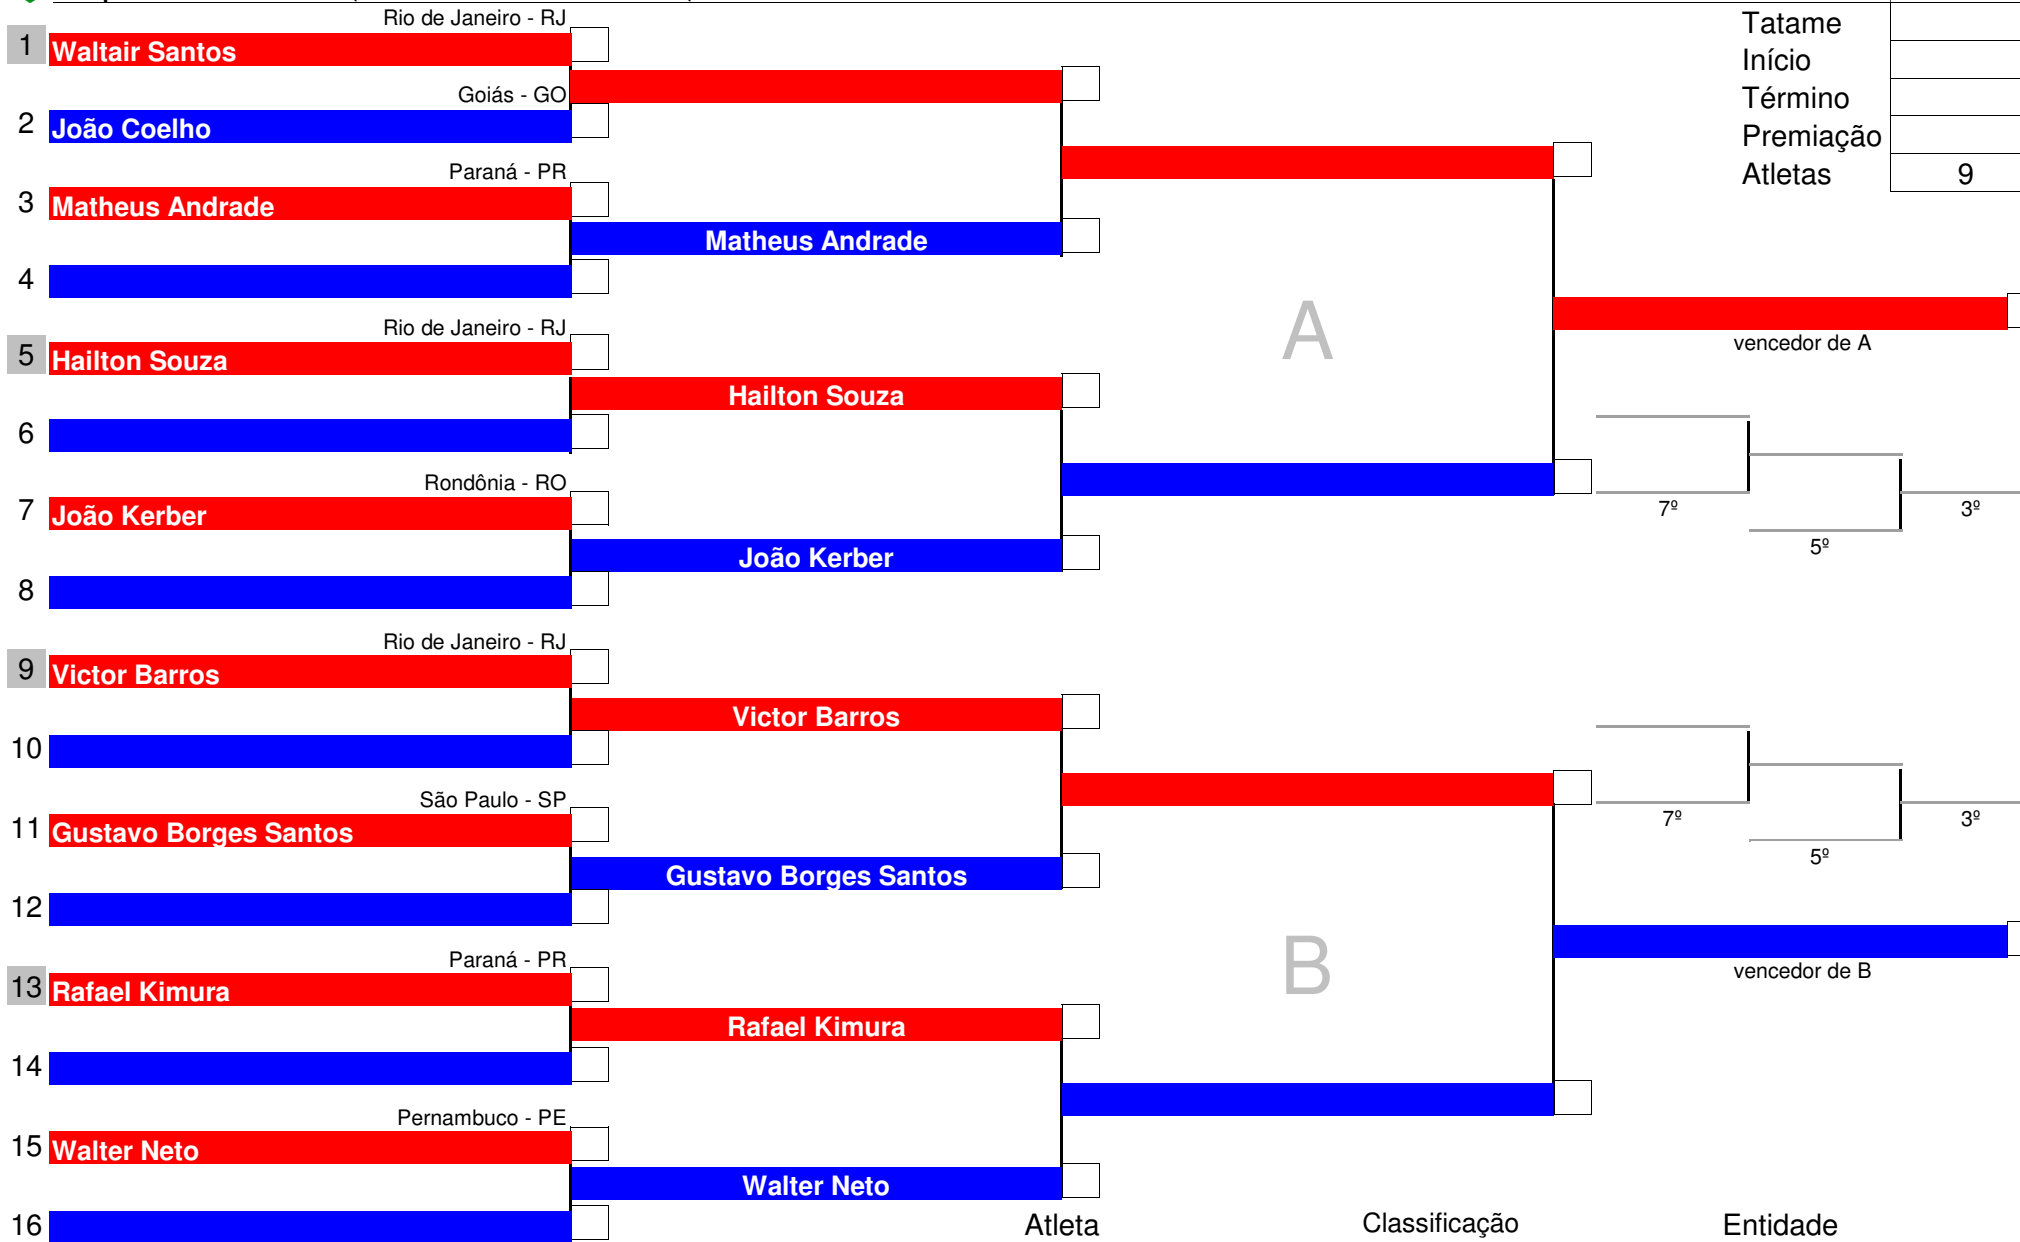 Rio de Janeiro - RJ
1 Waltair Santos
Goiás - GO
2 João Coelho
Paraná - PR
3 Matheus Andrade
Matheus Andrade
4
Rio de Janeiro - RJ
5 Hailton Souza
Hailton Souza
6
Rondônia - RO
7 João Kerber
João Kerber
8
Rio de Janeiro - RJ
9 Victor Barros
Victor Barros
10
São Paulo - SP
11 Gustavo Borges Santos
Gustavo Borges Santos
12
Paraná - PR
13 Rafael Kimura
Rafael Kimura
14
Pernambuco - PE
15 Walter Neto
Walter Neto
16
A
B
Tatame
Início
Término
Premiação
Atletas 9
vencedor de A
7º
5º
3º
7º
5º
3º
vencedor de B
Atleta Classificação Entidade